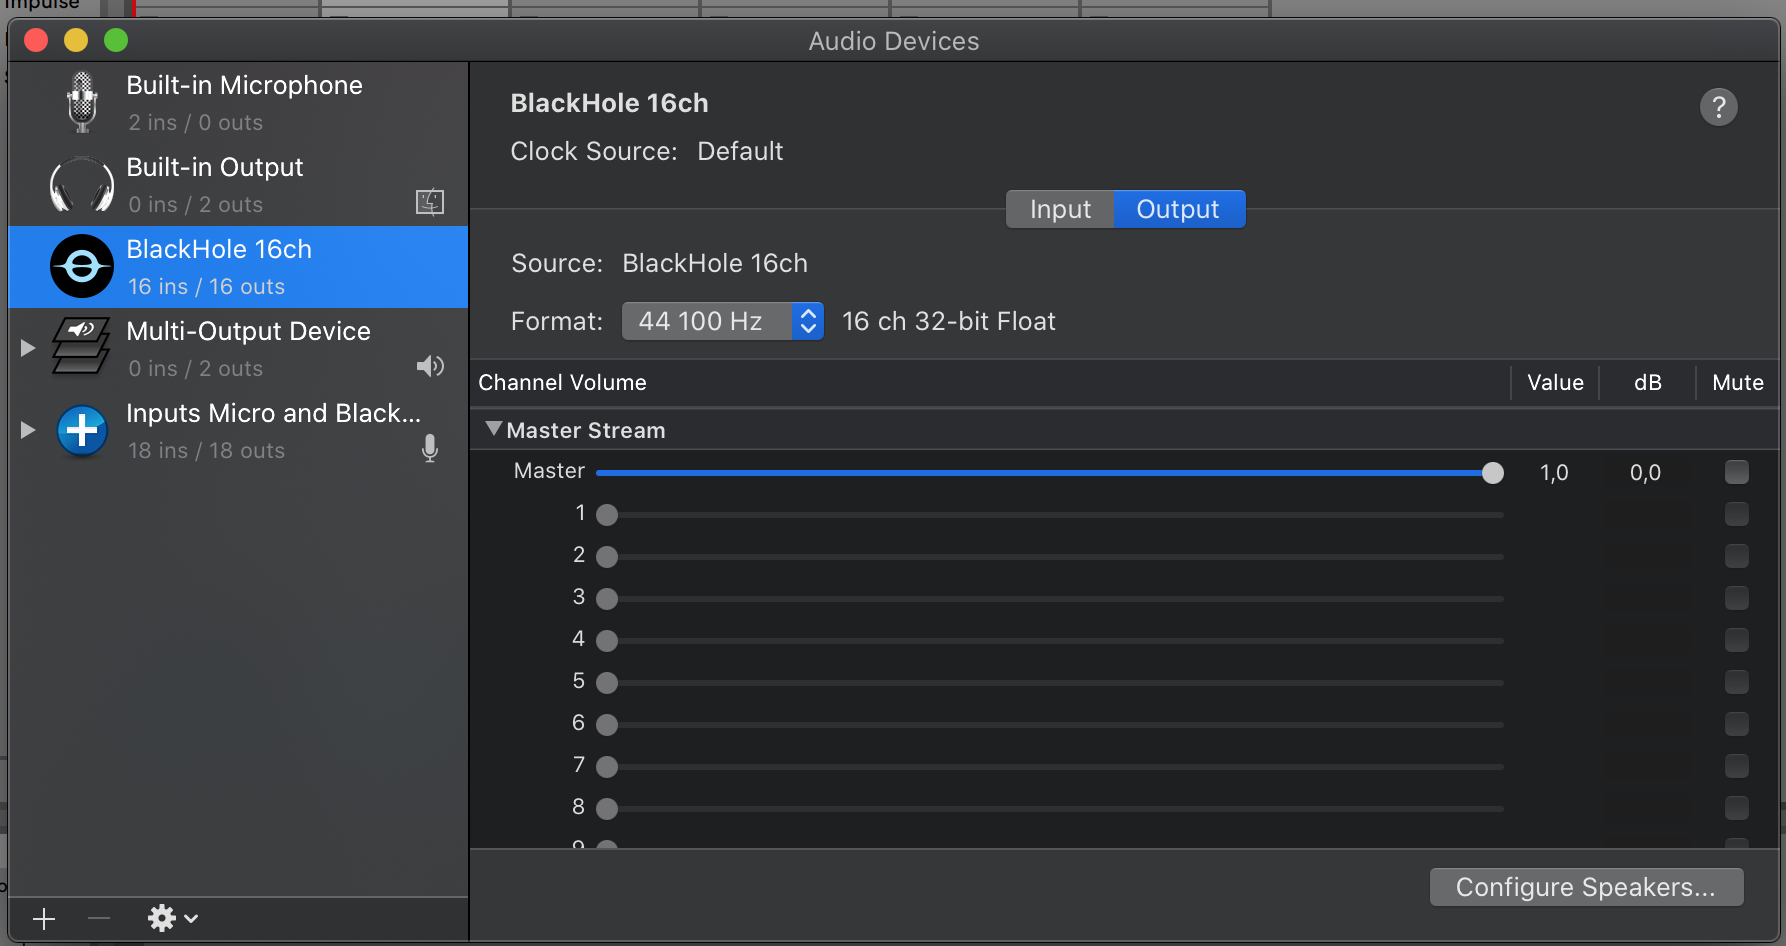 Impulse
Audio Devices
Built-in Microphone
2 ins / 0 outs
Built-in Output
0 ins / 2 outs
BlackHole 16ch
16 ins / 16 outs
Multi-Output Device
0 ins / 2 outs
Inputs Micro and Black...
18 ins / 18 outs
BlackHole 16ch
?
Clock Source: Default
Input Output
Source: BlackHole 16ch
Format: 44 100 Hz 16 ch 32-bit Float
Channel Volume Value dB Mute
Master Stream
Master 1,0 0,0
1
2
3
4
5
6
7
8
9
Configure Speakers...